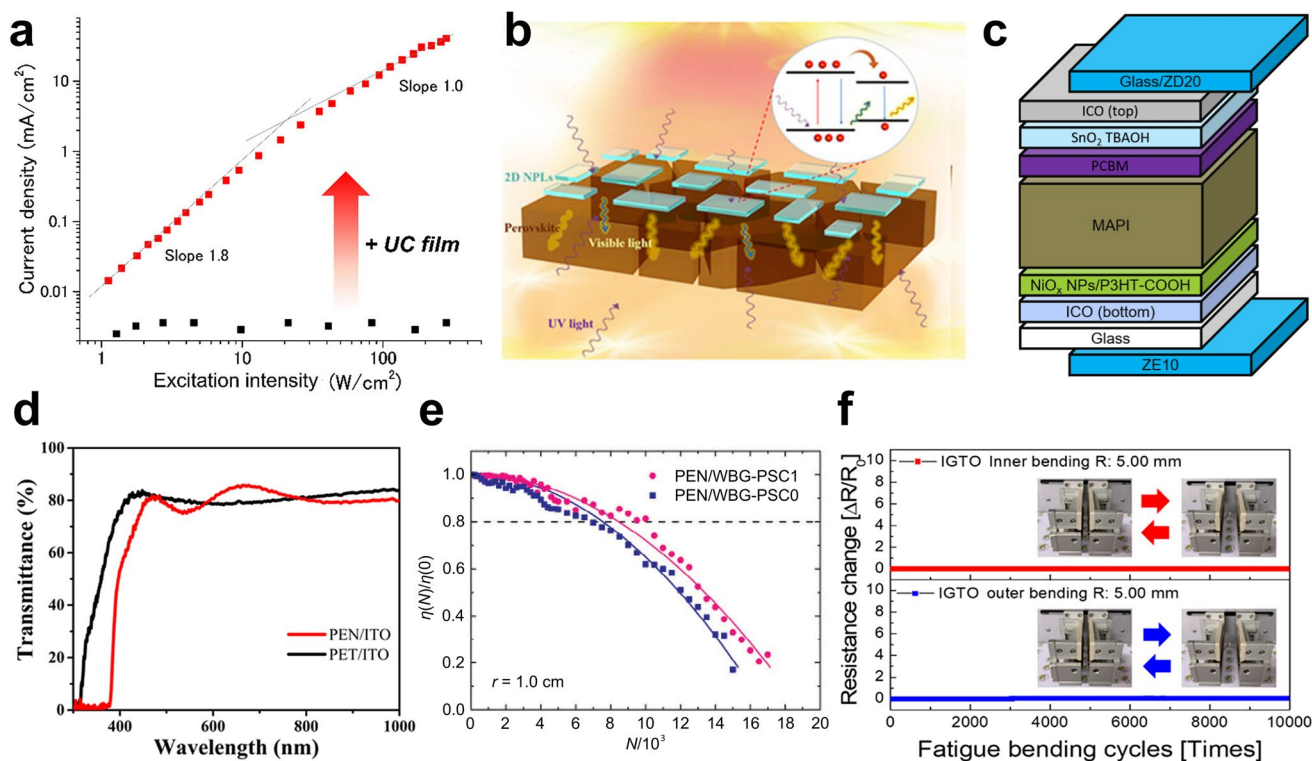 a
Current density (mA/cm²)
10
1
0.1
0.01
Slope 1.0
Slope 1.8
+ UC film
1
10
100
Excitation intensity (W/cm²)
b
2D NPLs
Perovskite
Visible light
UV light
c
Glass/ZD20
ICO (top)
SnO₂ TBAOH
PCBM
MAPI
NiOₓ NPs/P3HT-COOH
ICO (bottom)
Glass
ZE10
d
Transmittance (%)
100
80
60
40
20
0
PEN/ITO
PET/ITO
400
600
800
1000
Wavelength (nm)
e
η(N)/η(0)
1.0
0.8
0.6
0.4
0.2
0.0
PEN/WBG-PSC1
PEN/WBG-PSC0
r = 1.0 cm
0
2
4
6
8
10
12
14
16
18
20
N/10³
f
Resistance change [ΔR/R₀]
10
8
6
4
2
0
IGTO Inner bending R: 5.00 mm
10
8
6
4
2
0
IGTO outer bending R: 5.00 mm
0
2000
4000
6000
8000
10000
Fatigue bending cycles [Times]